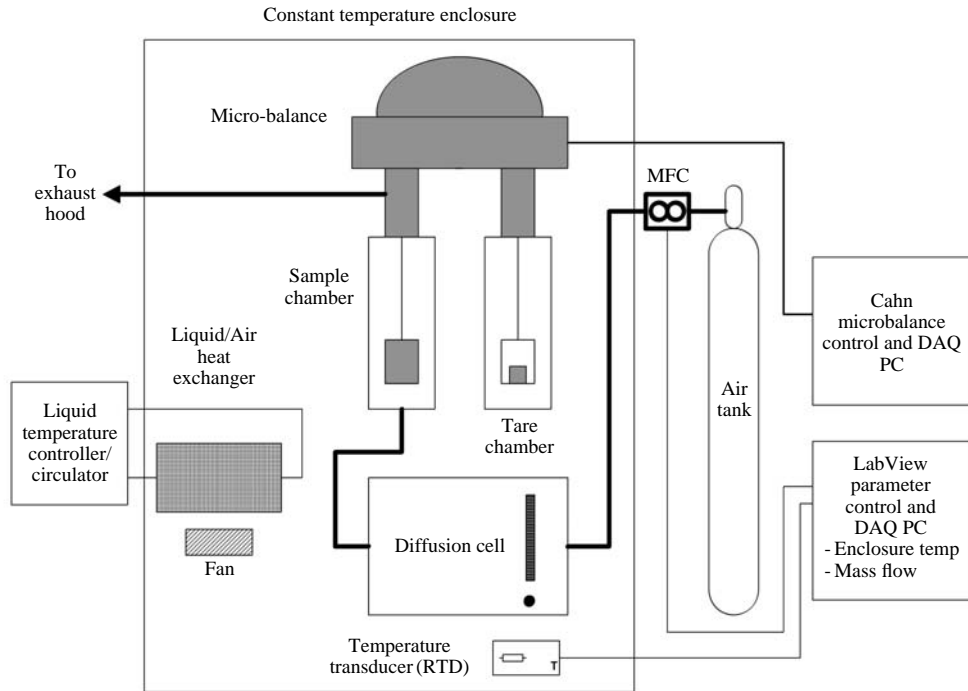 Constant temperature enclosure
Micro-balance
To
exhaust
hood
MFC
Sample
chamber
Liquid/Air
heat
exchanger
Cahn
microbalance
control and DAQ
PC
Air
tank
Liquid
temperature
controller/
circulator
Tare
chamber
LabView
parameter
control and
DAQ PC
- Enclosure temp
- Mass flow
Diffusion cell
Fan
Temperature
transducer (RTD)
T